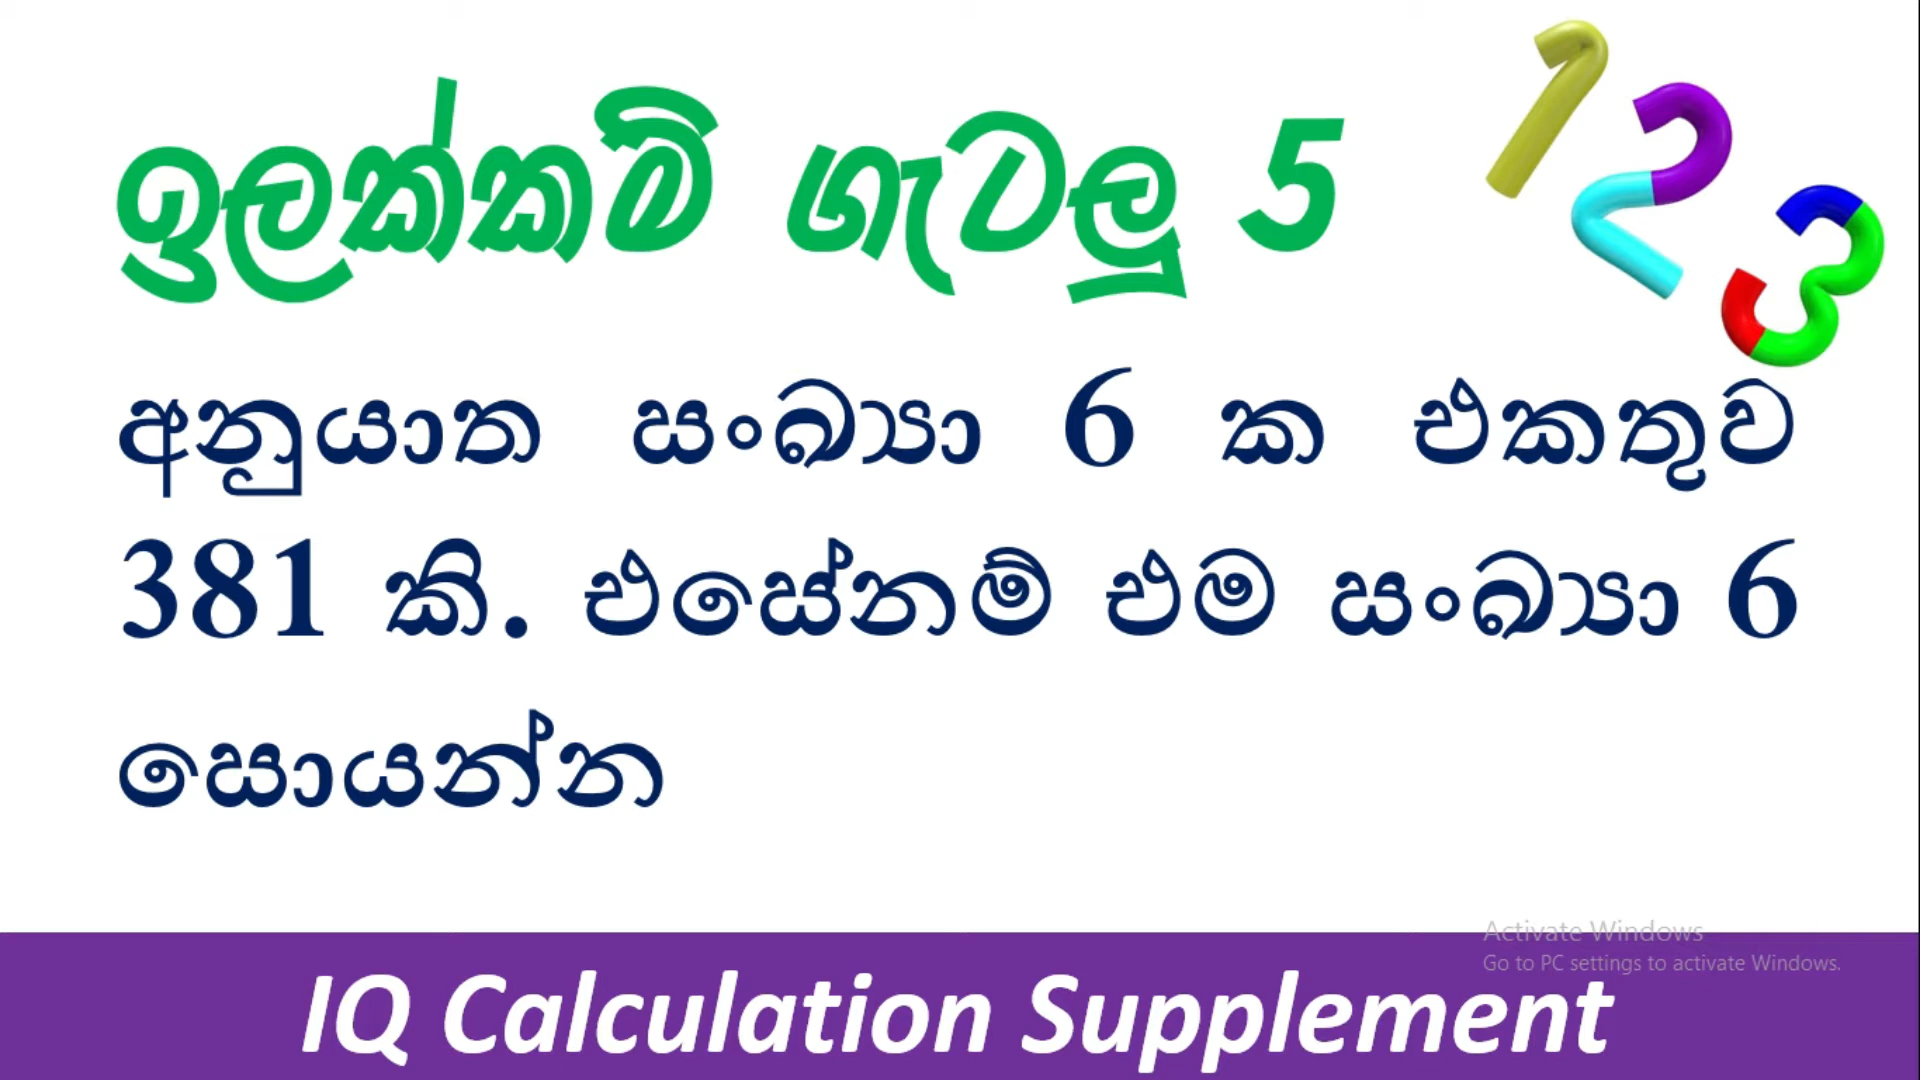 ඉලක්කම් ගැටලු 5
123
අනුයාත සංඛ්‍යා 6 ක එකතුව
381 කි. එසේනම් එම සංඛ්‍යා 6
සොයන්න
Activate Windows
Go to PC settings to activate Windows.
IQ Calculation Supplement